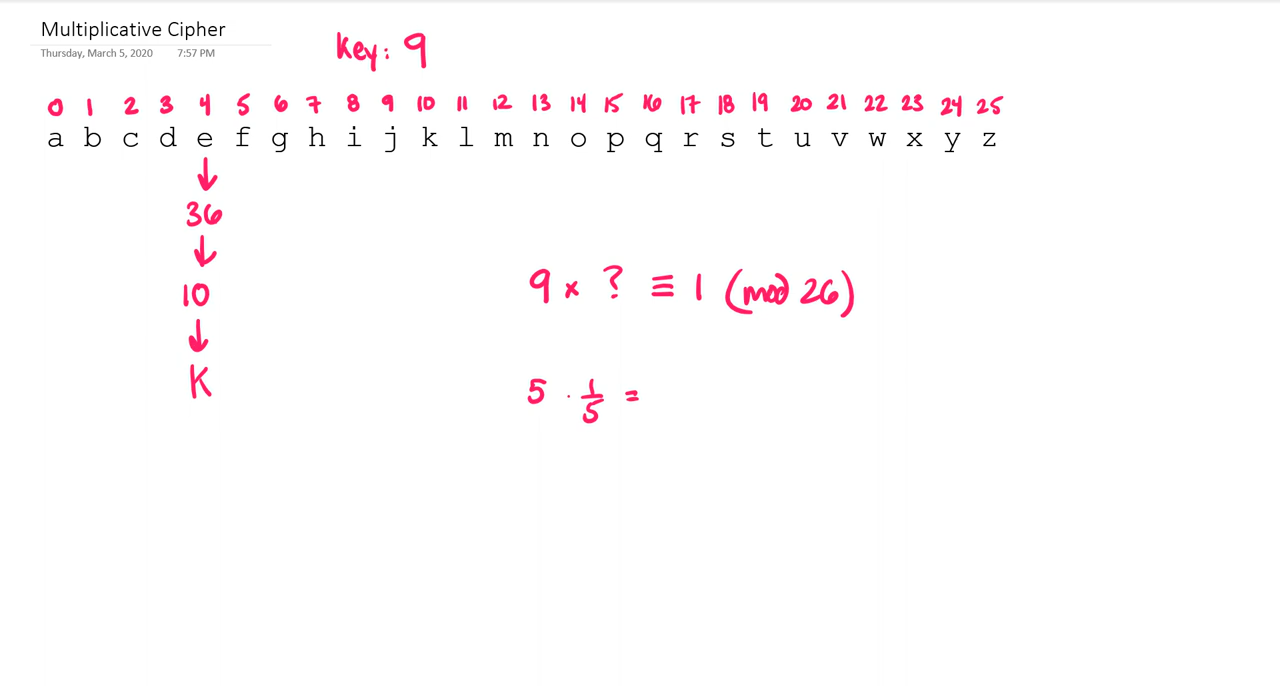 Multiplicative Cipher
Thursday, March 5, 2020 7:57 PM
Key: 9
0 1 2 3 4 5 6 7 8 9 10 11 12 13 14 15 16 17 18 19 20 21 22 23 24 25
a b c d e f g h i j k l m n o p q r s t u v w x y z
↓
36
↓
10
↓
K
9 x ? ≡ 1 (mod 26)
5 · 1/5 =